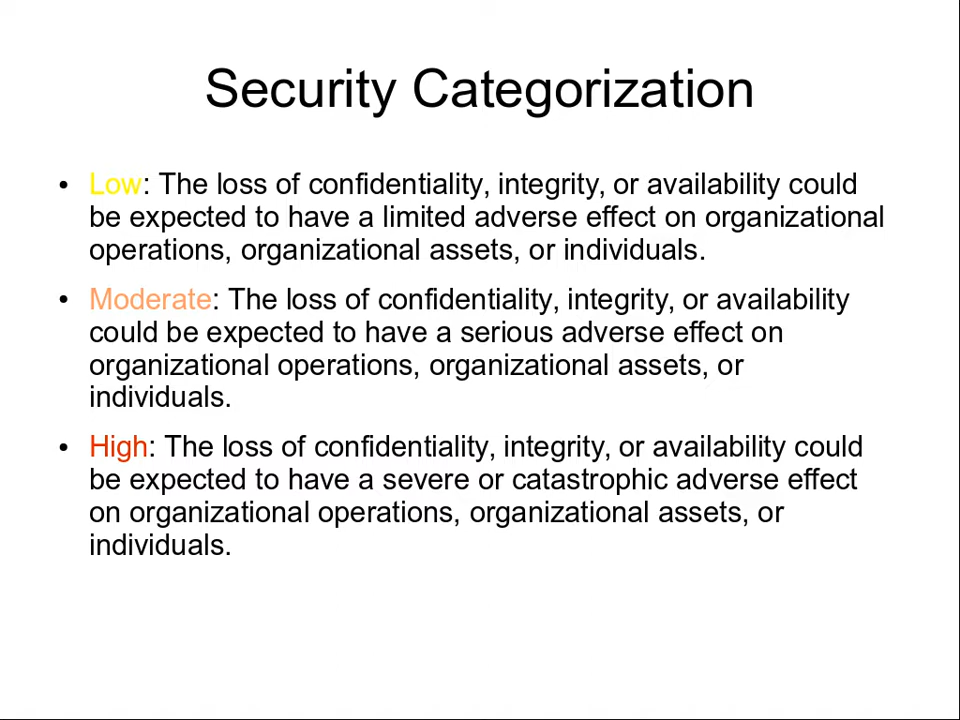 Security Categorization
• Low: The loss of confidentiality, integrity, or availability could
be expected to have a limited adverse effect on organizational
operations, organizational assets, or individuals.
• Moderate: The loss of confidentiality, integrity, or availability
could be expected to have a serious adverse effect on
organizational operations, organizational assets, or
individuals.
• High: The loss of confidentiality, integrity, or availability could
be expected to have a severe or catastrophic adverse effect
on organizational operations, organizational assets, or
individuals.